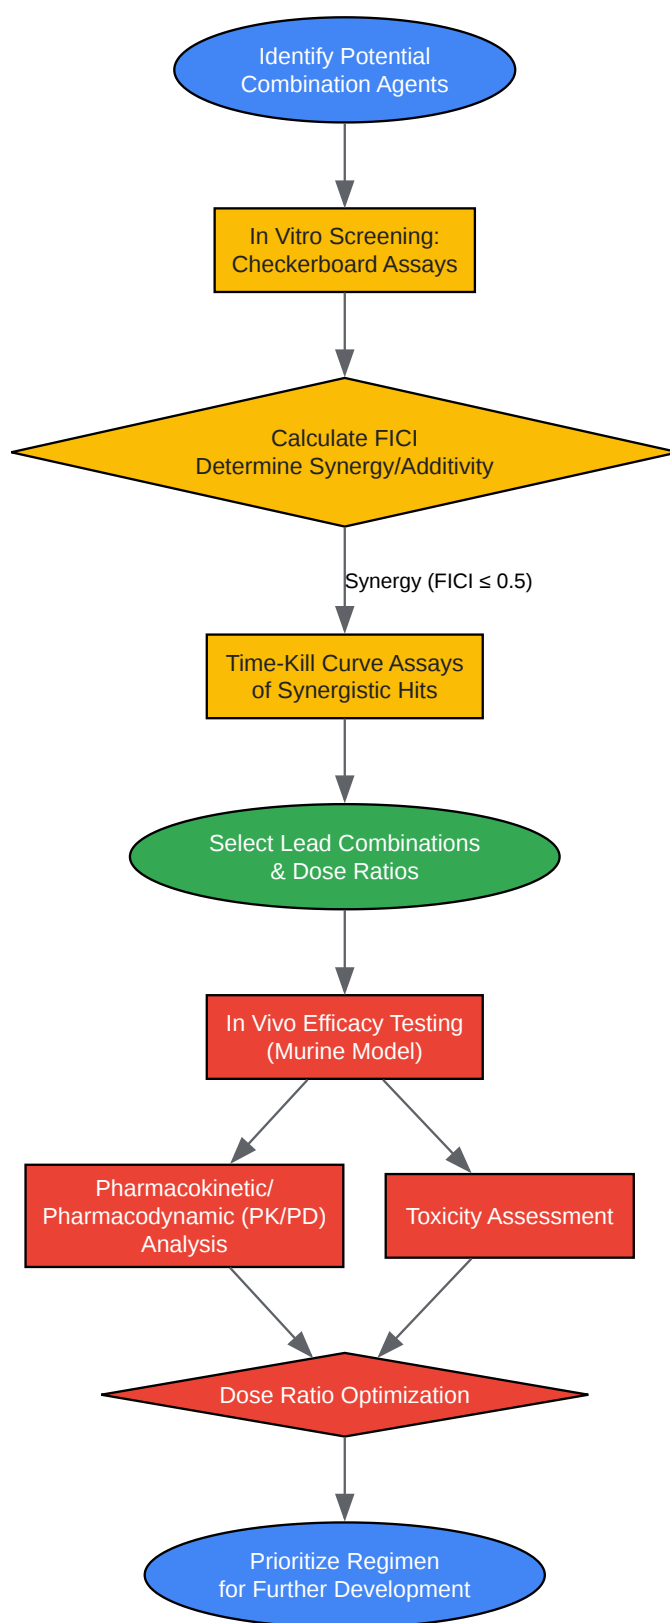 Identify Potential
Combination Agents
In Vitro Screening:
Checkerboard Assays
Calculate FICI
Determine Synergy/Additivity
Synergy (FICI ≤ 0.5)
Time-Kill Curve Assays
of Synergistic Hits
Select Lead Combinations
& Dose Ratios
In Vivo Efficacy Testing
(Murine Model)
Pharmacokinetic/
Pharmacodynamic (PK/PD)
Analysis
Toxicity Assessment
Dose Ratio Optimization
Prioritize Regimen
for Further Development